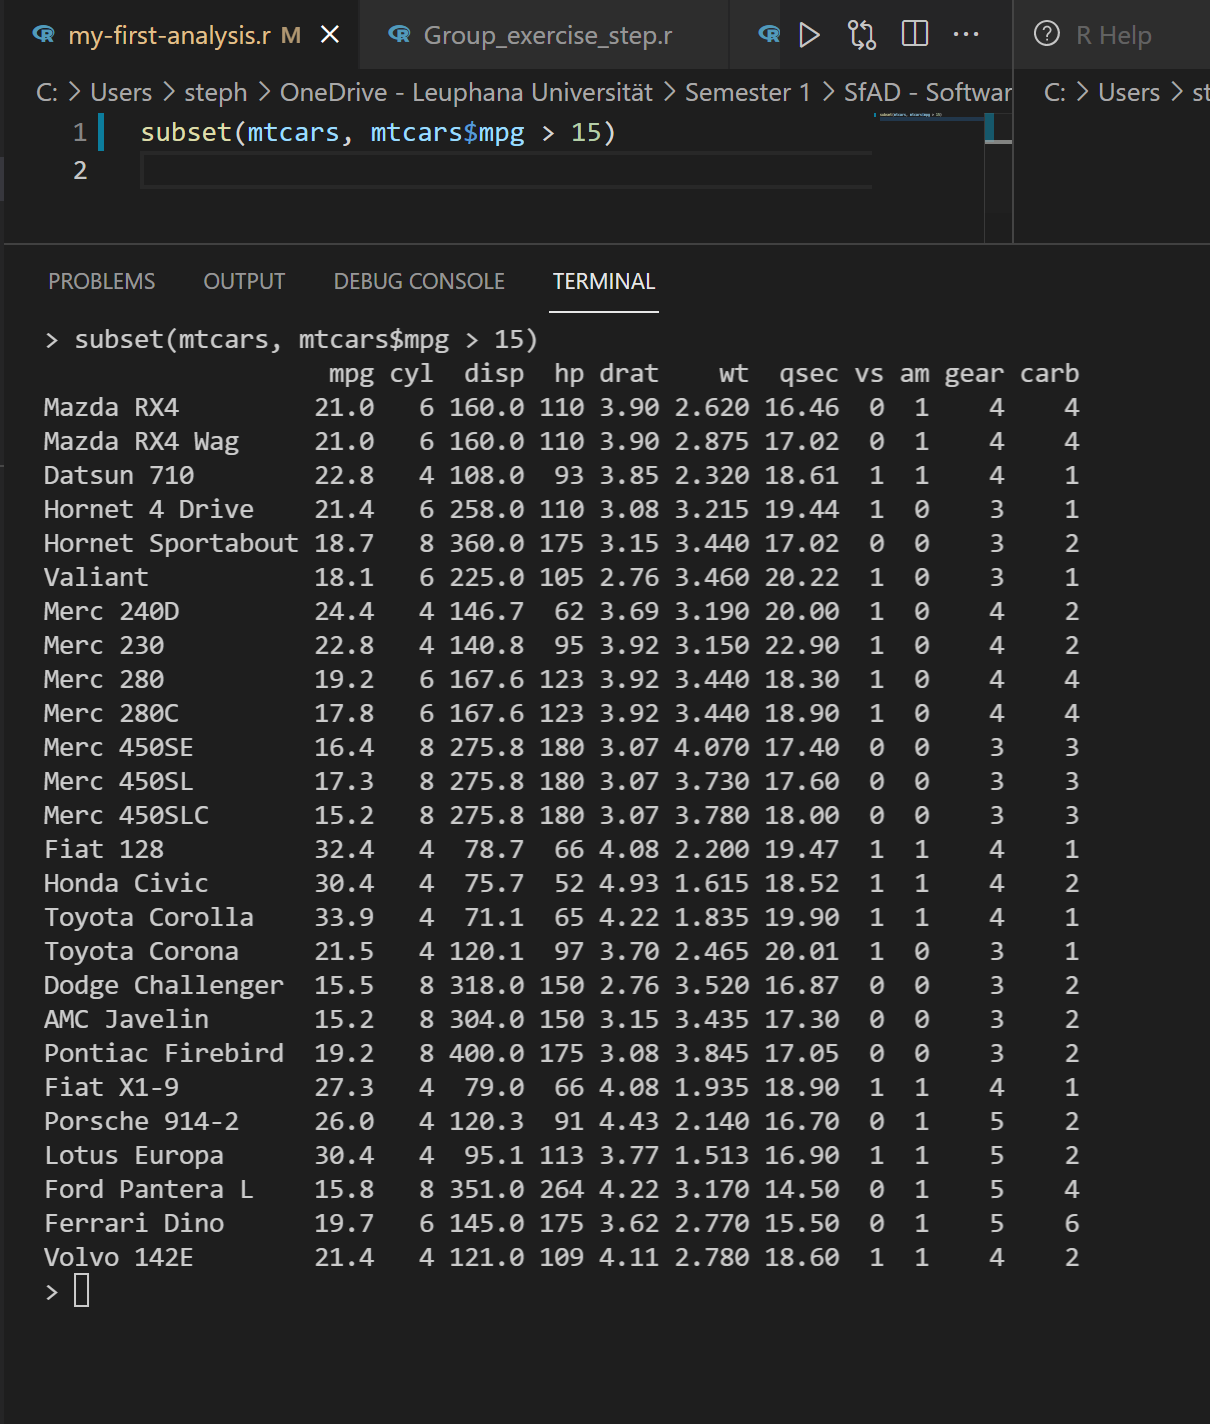 my-first-analysis.r M Group_exercise_step.r R Help
C: > Users > steph > OneDrive - Leuphana Universität > Semester 1 > SfAD - Softwar C: > Users > st
1 subset(mtcars, mtcars$mpg > 15)
2
PROBLEMS OUTPUT DEBUG CONSOLE TERMINAL
> subset(mtcars, mtcars$mpg > 15)
                   mpg cyl  disp  hp drat    wt  qsec vs am gear carb
Mazda RX4         21.0   6 160.0 110 3.90 2.620 16.46  0  1    4    4
Mazda RX4 Wag     21.0   6 160.0 110 3.90 2.875 17.02  0  1    4    4
Datsun 710        22.8   4 108.0  93 3.85 2.320 18.61  1  1    4    1
Hornet 4 Drive    21.4   6 258.0 110 3.08 3.215 19.44  1  0    3    1
Hornet Sportabout 18.7   8 360.0 175 3.15 3.440 17.02  0  0    3    2
Valiant           18.1   6 225.0 105 2.76 3.460 20.22  1  0    3    1
Merc 240D         24.4   4 146.7  62 3.69 3.190 20.00  1  0    4    2
Merc 230          22.8   4 140.8  95 3.92 3.150 22.90  1  0    4    2
Merc 280          19.2   6 167.6 123 3.92 3.440 18.30  1  0    4    4
Merc 280C         17.8   6 167.6 123 3.92 3.440 18.90  1  0    4    4
Merc 450SE        16.4   8 275.8 180 3.07 4.070 17.40  0  0    3    3
Merc 450SL        17.3   8 275.8 180 3.07 3.730 17.60  0  0    3    3
Merc 450SLC       15.2   8 275.8 180 3.07 3.780 18.00  0  0    3    3
Fiat 128          32.4   4  78.7  66 4.08 2.200 19.47  1  1    4    1
Honda Civic       30.4   4  75.7  52 4.93 1.615 18.52  1  1    4    2
Toyota Corolla    33.9   4  71.1  65 4.22 1.835 19.90  1  1    4    1
Toyota Corona     21.5   4 120.1  97 3.70 2.465 20.01  1  0    3    1
Dodge Challenger  15.5   8 318.0 150 2.76 3.520 16.87  0  0    3    2
AMC Javelin       15.2   8 304.0 150 3.15 3.435 17.30  0  0    3    2
Pontiac Firebird  19.2   8 400.0 175 3.08 3.845 17.05  0  0    3    2
Fiat X1-9         27.3   4  79.0  66 4.08 1.935 18.90  1  1    4    1
Porsche 914-2     26.0   4 120.3  91 4.43 2.140 16.70  0  1    5    2
Lotus Europa      30.4   4  95.1 113 3.77 1.513 16.90  1  1    5    2
Ford Pantera L    15.8   8 351.0 264 4.22 3.170 14.50  0  1    5    4
Ferrari Dino      19.7   6 145.0 175 3.62 2.770 15.50  0  1    5    6
Volvo 142E        21.4   4 121.0 109 4.11 2.780 18.60  1  1    4    2
>